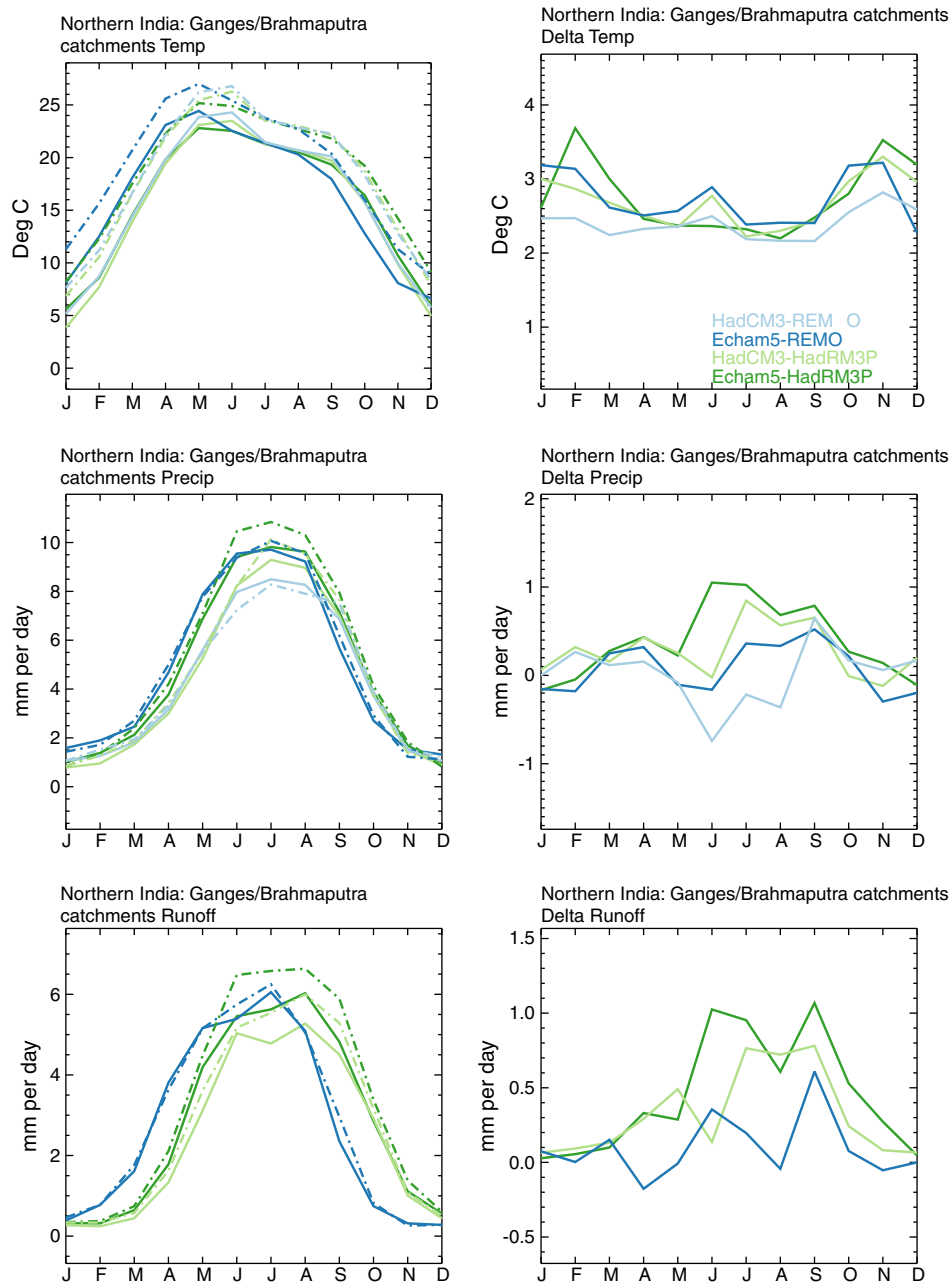 Northern India: Ganges/Brahmaputra
catchments Temp
Deg C
25
20
15
10
5
0
J F M A M J J A S O N D
Northern India: Ganges/Brahmaputra catchments
Delta Temp
Deg C
4
3
2
1
HadCM3-REM O
Echam5-REMO
HadCM3-HadRM3P
Echam5-HadRM3P
J F M A M J J A S O N D
Northern India: Ganges/Brahmaputra
catchments Precip
mm per day
10
8
6
4
2
0
J F M A M J J A S O N D
Northern India: Ganges/Brahmaputra catchments
Delta Precip
mm per day
2
1
0
-1
J F M A M J J A S O N D
Northern India: Ganges/Brahmaputra
catchments Runoff
mm per day
6
4
2
0
J F M A M J J A S O N D
Northern India: Ganges/Brahmaputra catchments
Delta Runoff
mm per day
1.5
1.0
0.5
0.0
-0.5
J F M A M J J A S O N D